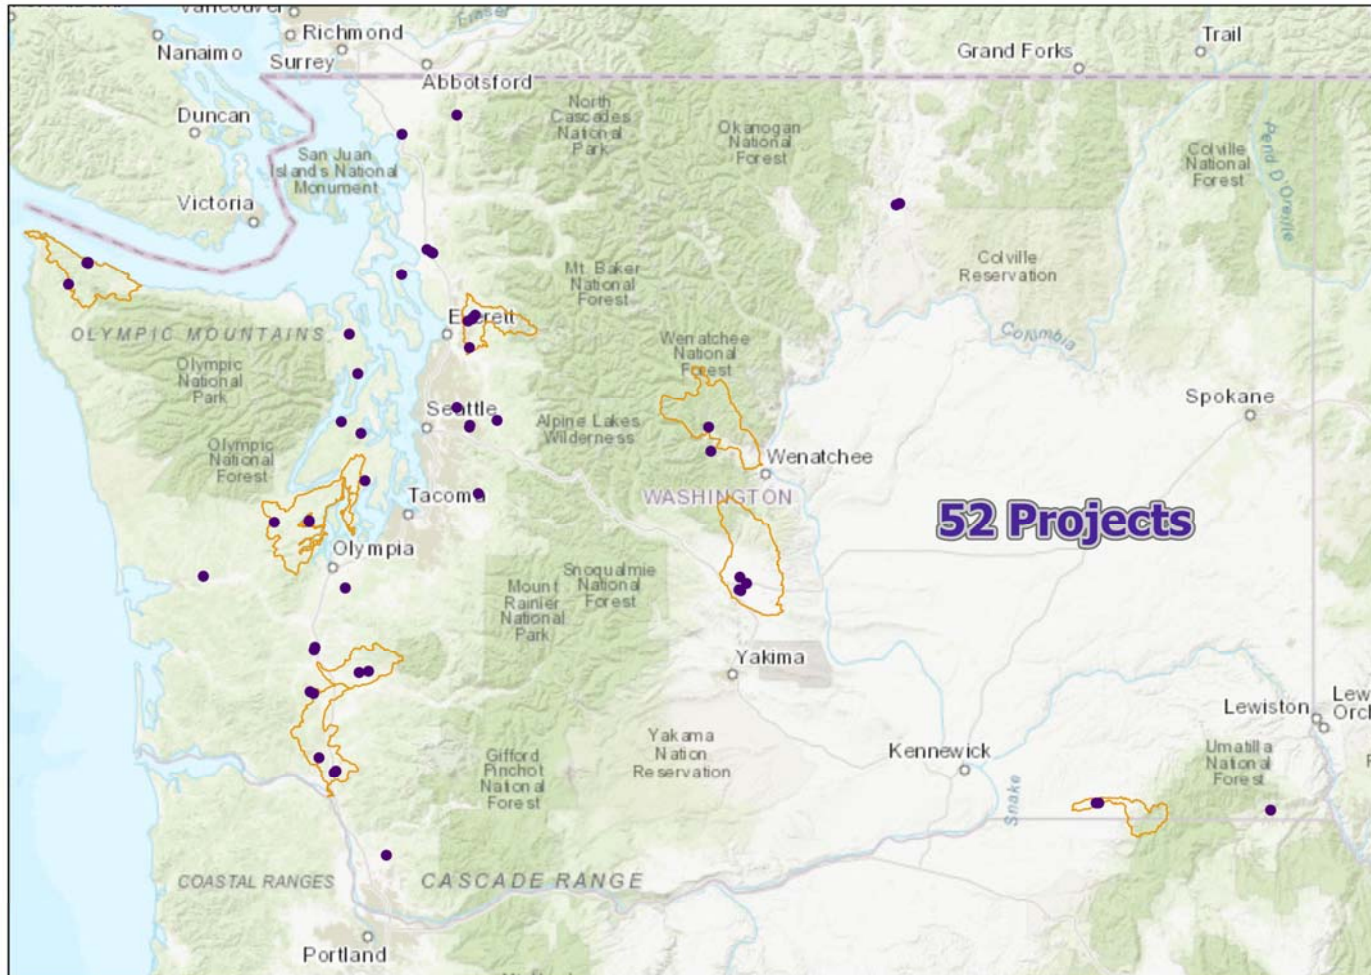 Vancouver
Richmond
Fraser
Trail
Nanaimo
Surrey
Grand Forks
Abbotsford
Duncan
North
Cascades
National
Park
Okanogan
National
Forest
Pend O Oreille
Colville
National
Forest
San Juan
Islands National
Monument
Victoria
Colville
Reservation
Mt. Baker
National
Forest
Everett
OLYMPIC MOUNTAINS
Columbia
Wenatchee
National
Forest
Olympic
National
Park
Spokane
Seattle
Alpine Lakes
Wilderness
Olympic
National
Forest
Wenatchee
Tacoma
WASHINGTON
52 Projects
Olympia
Snoqualmie
National
Forest
Mount
Rainier
National
Park
Yakima
Lewiston
Lew
Orch
Yakama
Nation
Reservation
Kennewick
Umatilla
National
Forest
Gifford
Pinchot
National
Forest
Snake
COASTAL RANGES
CASCADE RANGE
Portland